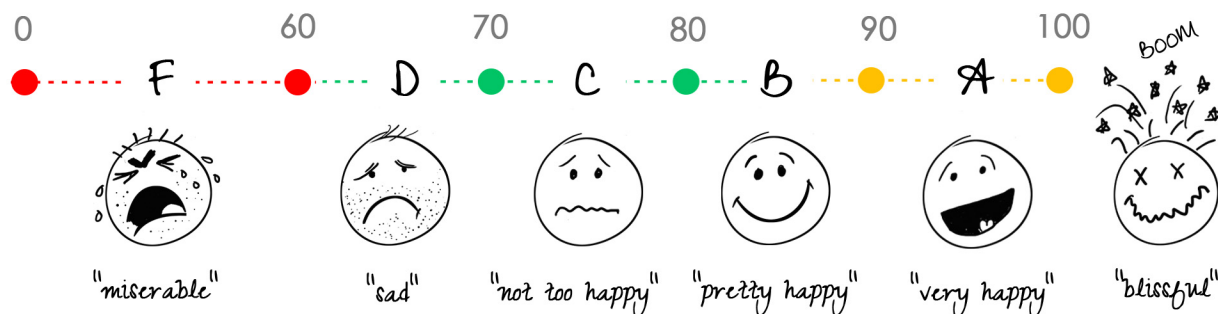 0 60 70 80 90 100
BOOM
F D C B A
"miserable" "sad" "not too happy" "pretty happy" "very happy" "blissful"